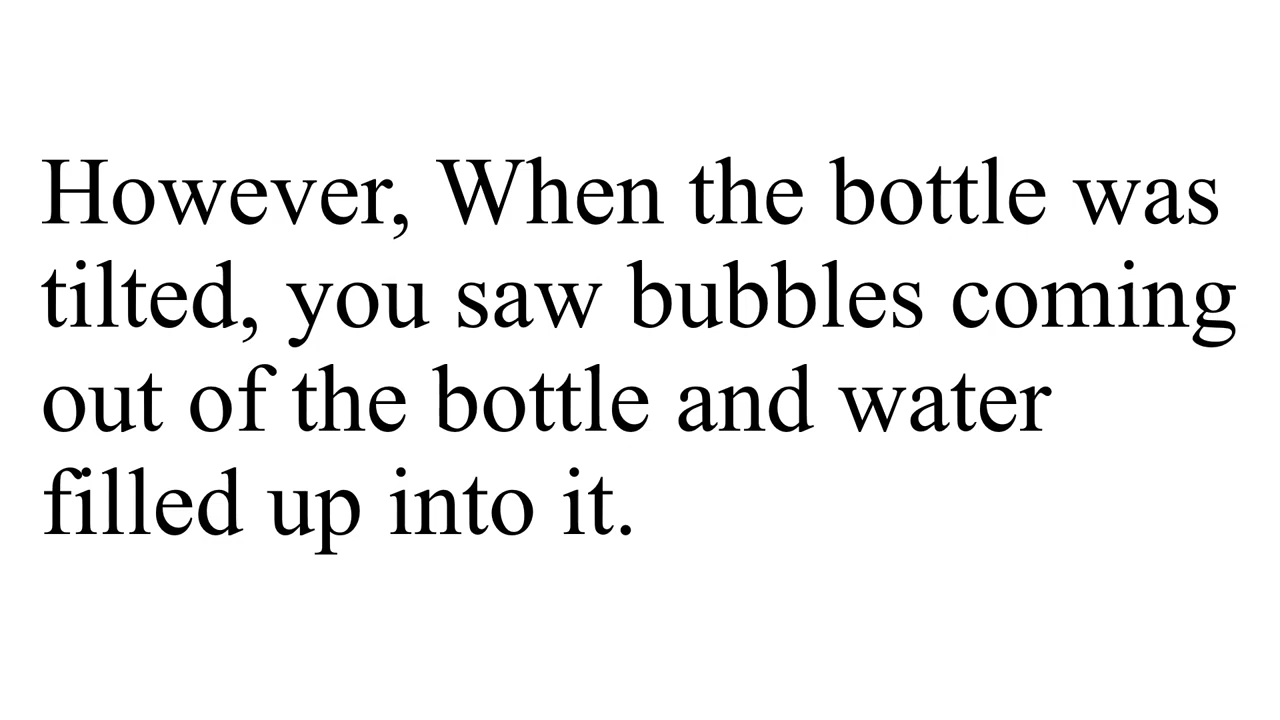 However, When the bottle was
tilted, you saw bubbles coming
out of the bottle and water
filled up into it.